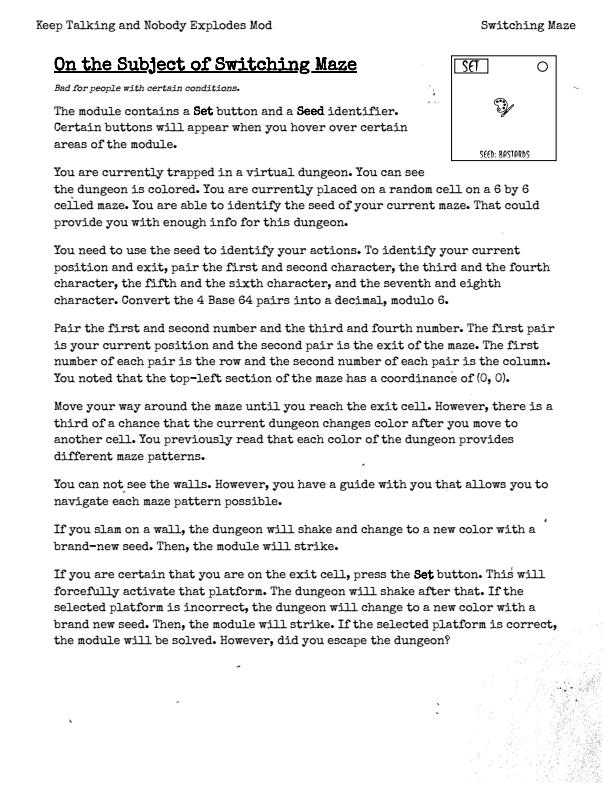 Keep Talking and Nobody Explodes Mod
Switching Maze
On the Subject of Switching Maze
SET
Bad for people with certain conditions.
The module contains a Set button and a Seed identifier.
Certain buttons will appear when you hover over certain
areas of the module.
SEED: BASTARDS
You are currently trapped in a virtual dungeon. You can see
the dungeon is colored. You are currently placed on a random cell on a 6 by 6
celled maze. You are able to identify the seed of your current maze. That could
provide you with enough info for this dungeon.
You need to use the seed to identify your actions. To identify your current
position and exit, pair the first and second character, the third and the fourth
character, the fifth and the sixth character, and the seventh and eighth
character. Convert the 4 Base 64 pairs into a decimal, modulo 6.
Pair the first and second number and the third and fourth number. The first pair
is your current position and the second pair is the exit of the maze. The first
number of each pair is the row and the second number of each pair is the column.
You noted that the top-left section of the maze has a coordinate of (0, 0).
Move your way around the maze until you reach the exit cell. However, there is a
third of a chance that the current dungeon changes color after you move to
another cell. You previously read that each color of the dungeon provides
different maze patterns.
You can not see the walls. However, you have a guide with you that allows you to
navigate each maze pattern possible.
If you slam on a wall, the dungeon will shake and change to a new color with a
brand-new seed. Then, the module will strike.
If you are certain that you are on the exit cell, press the Set button. This will
forcefully activate that platform. The dungeon will shake after that. If the
selected platform is incorrect, the dungeon will change to a new color with a
brand new seed. Then, the module will strike. If the selected platform is correct,
the module will be solved. However, did you escape the dungeon?